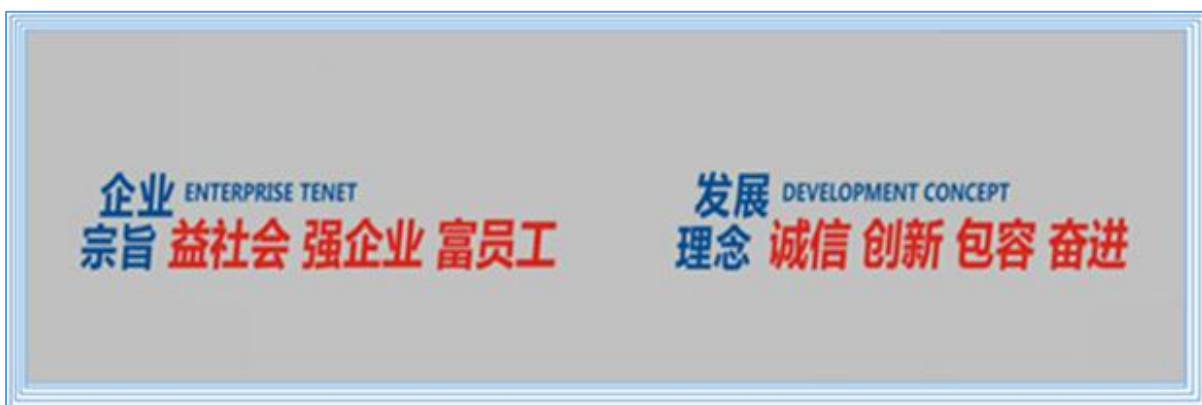 企业 ENTERPRISE TENET
宗旨 益社会 强企业 富员工
发展 DEVELOPMENT CONCEPT
理念 诚信 创新 包容 奋进